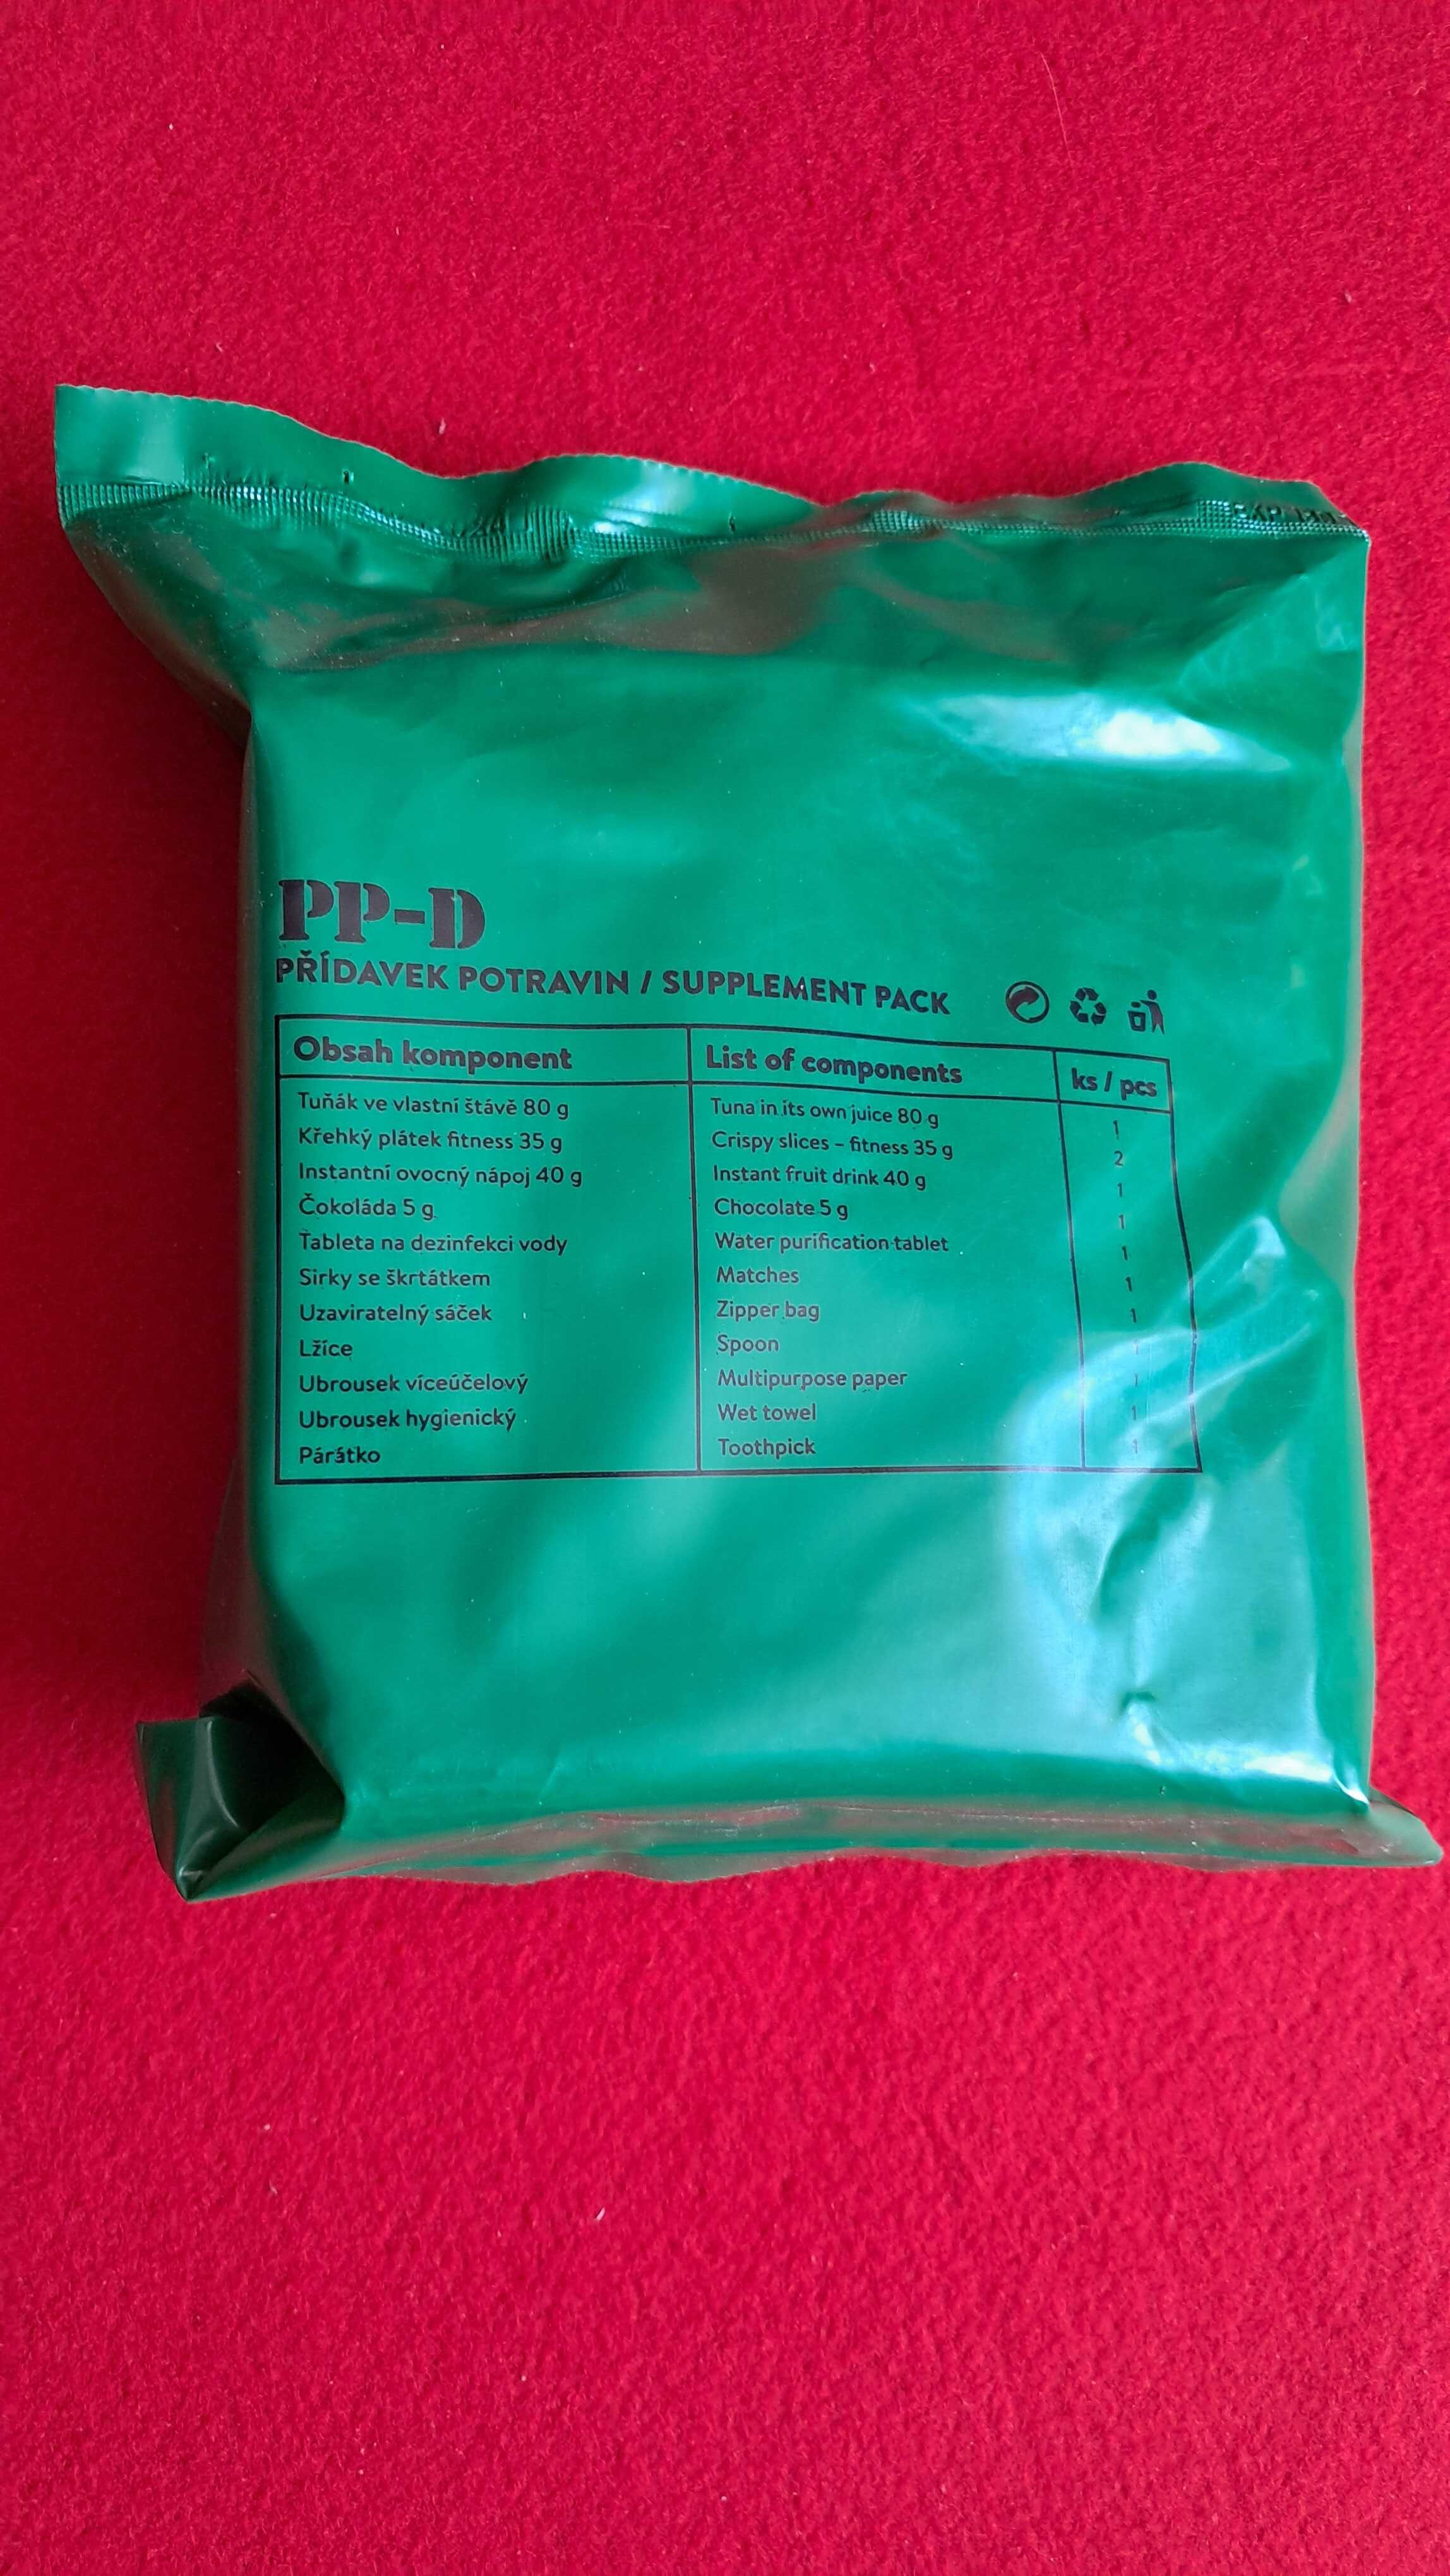 PP-D
PŘÍDAVEK POTRAVIN / SUPPLEMENT PACK
Obsah komponent List of components ks / pcs
Tuňák ve vlastní štávě 80 g Tuna in its own juice 80 g 1
Křehký plátek fitness 35 g Crispy slices – fitness 35 g 2
Instantní ovocný nápoj 40 g Instant fruit drink 40 g 1
Čokoláda 5 g Chocolate 5 g 1
Tableta na dezinfekci vody Water purification tablet 1
Sirky se škrtátkem Matches 1
Uzaviratelný sáček Zipper bag 1
Lžíce Spoon 1
Ubrousek víceúčelový Multipurpose paper 1
Ubrousek hygienický Wet towel 1
Párátko Toothpick 1